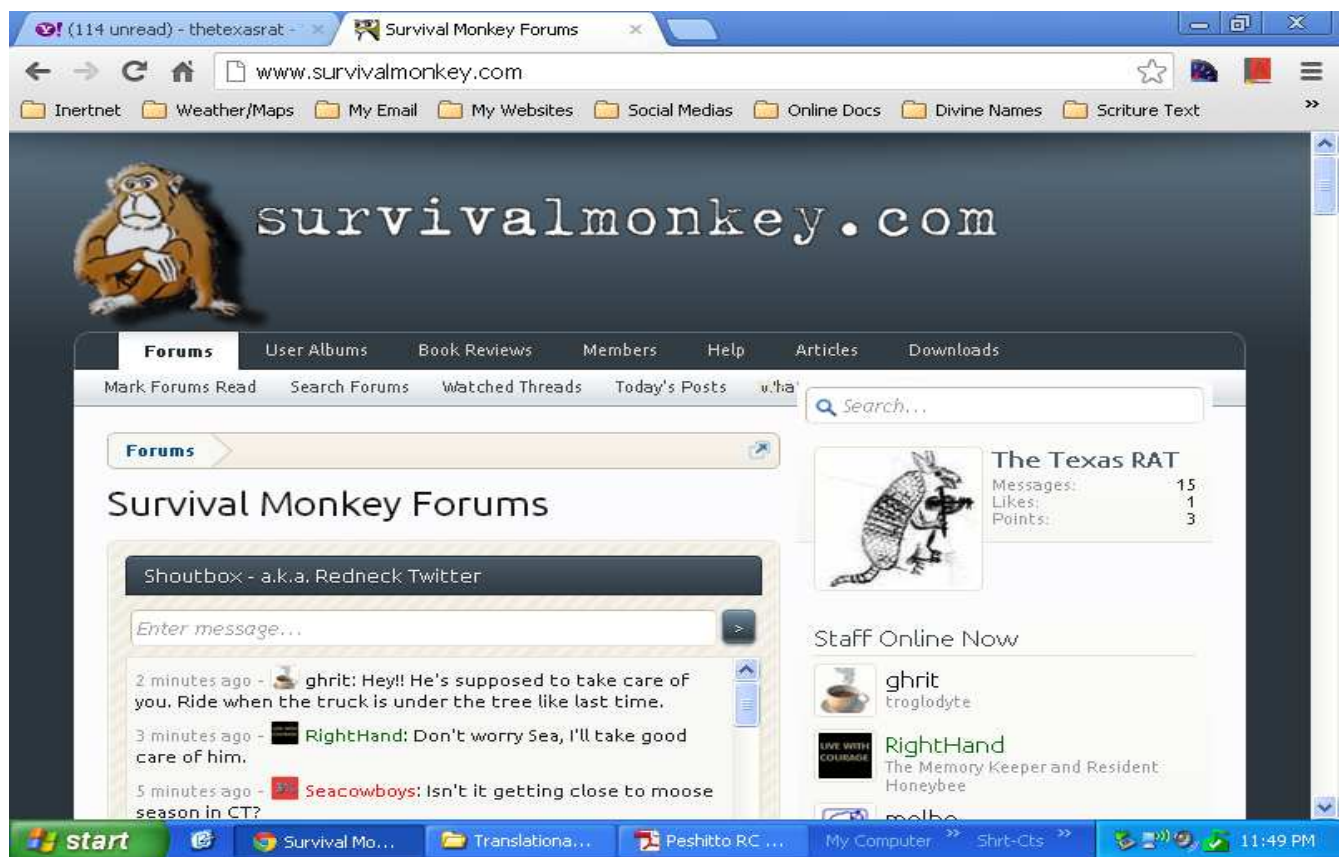 (114 unread) - thetexasrat - Survival Monkey Forums
www.survivalmonkey.com
Inertnet Weather/Maps My Email My Websites Social Medias Online Docs Divine Names Scriture Text »
survivalmonkey.com
Forums User Albums Book Reviews Members Help Articles Downloads
Mark Forums Read Search Forums Watched Threads Today's Posts
Search...
Forums
Survival Monkey Forums
The Texas RAT
Messages: 15
Likes: 1
Points: 3
Shoutbox - a.k.a. Redneck Twitter
Enter message... >
2 minutes ago - ghrit: Hey!! He's supposed to take care of
you. Ride when the truck is under the tree like last time.
3 minutes ago - RightHand: Don't worry Sea, I'll take good
care of him.
5 minutes ago - Seacowboys: Isn't it getting close to moose
season in CT?
Staff Online Now
ghrit
troglodyte
LIVE WITH
COURAGE
RightHand
The Memory Keeper and Resident
Honeybee
start Survival Mo... Translationa... Peshitto RC ... My Computer » Shrt-Cts » 11:49 PM